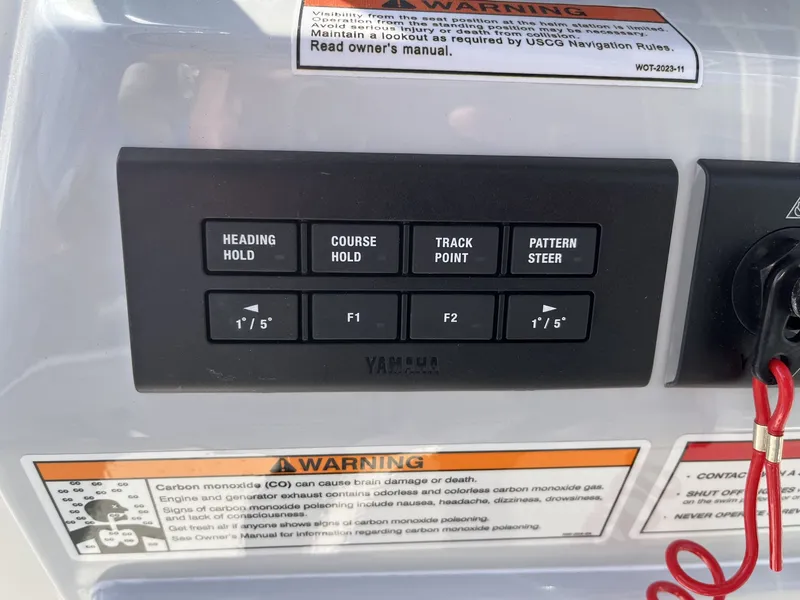 WARNING
Visibility from the seat position at the helm station is limited.
Operation from the standing position may be necessary.
Avoid serious injury or death from collision.
Maintain a lookout as required by USCG Navigation Rules.
Read owner's manual.
WOT-2023-11
HEADING
HOLD
COURSE
HOLD
TRACK
POINT
PATTERN
STEER
1° / 5°
F1
F2
1° / 5°
YAMAHA
WARNING
Carbon monoxide (CO) can cause brain damage or death.
Engine and generator exhaust contains odorless and colorless carbon monoxide gas.
Signs of carbon monoxide poisoning include nausea, headache, dizziness, drowsiness,
and lack of consciousness.
Get fresh air if anyone shows signs of carbon monoxide poisoning.
See Owner's Manual for information regarding carbon monoxide poisoning.
· CONTACT
· SHUT OFF
· NEVER OPERATE